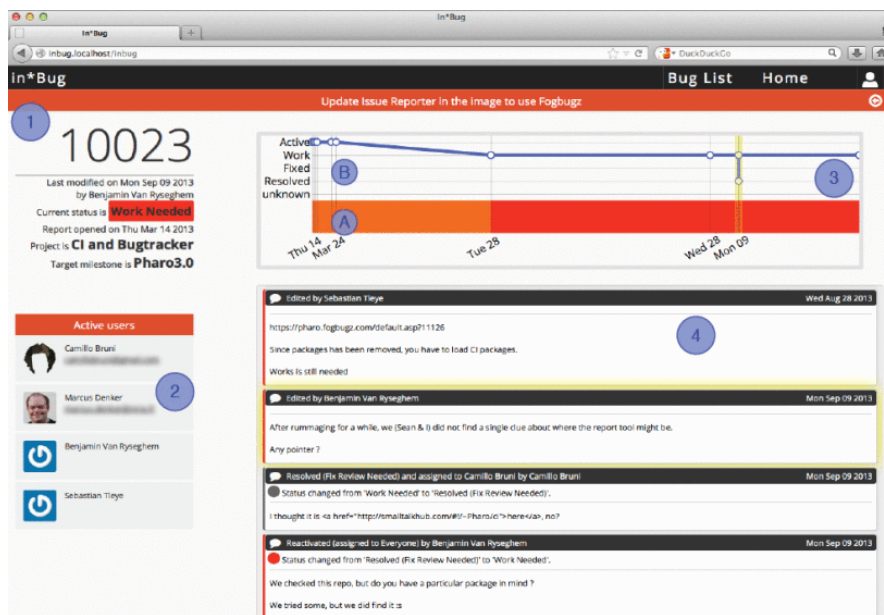 In*Bug
In*Bug
inbug.localhost/inbug
DuckDuckGo
in*Bug
Bug List
Home
Update Issue Reporter in the image to use Fogbugz
1
10023
Last modified on Mon Sep 09 2013
by Benjamin Van Ryseghem
Current status is Work Needed
Report opened on Thu Mar 14 2013
Project is CI and Bugtracker
Target milestone is Pharo3.0
Active
Work
Fixed
Resolved
unknown
B
A
3
Thu 14
Mar 24
Tue 28
Wed 28
Mon 09
Active users
Camillo Bruni
Marcus Denker
2
Benjamin Van Ryseghem
Sebastian Tleye
Edited by Sebastian Tleye Wed Aug 28 2013
https://pharo.fogbugz.com/default.asp?11126
4
Since packages has been removed, you have to load CI packages.
Works is still needed
Edited by Benjamin Van Ryseghem Mon Sep 09 2013
After rummaging for a while, we (Sean & I) did not find a single clue about where the report tool might be.
Any pointer ?
Resolved (Fix Review Needed) and assigned to Camillo Bruni by Camillo Bruni Mon Sep 09 2013
Status changed from 'Work Needed' to 'Resolved (Fix Review Needed)'.
I thought it is <a href="http://smalltalkhub.com/#!/~Pharo/ci">here</a>, no?
Reactivated (assigned to Everyone) by Benjamin Van Ryseghem Mon Sep 09 2013
Status changed from 'Resolved (Fix Review Needed)' to 'Work Needed'.
We checked this repo, but do you have a particular package in mind ?
We tried some, but we did find it :s